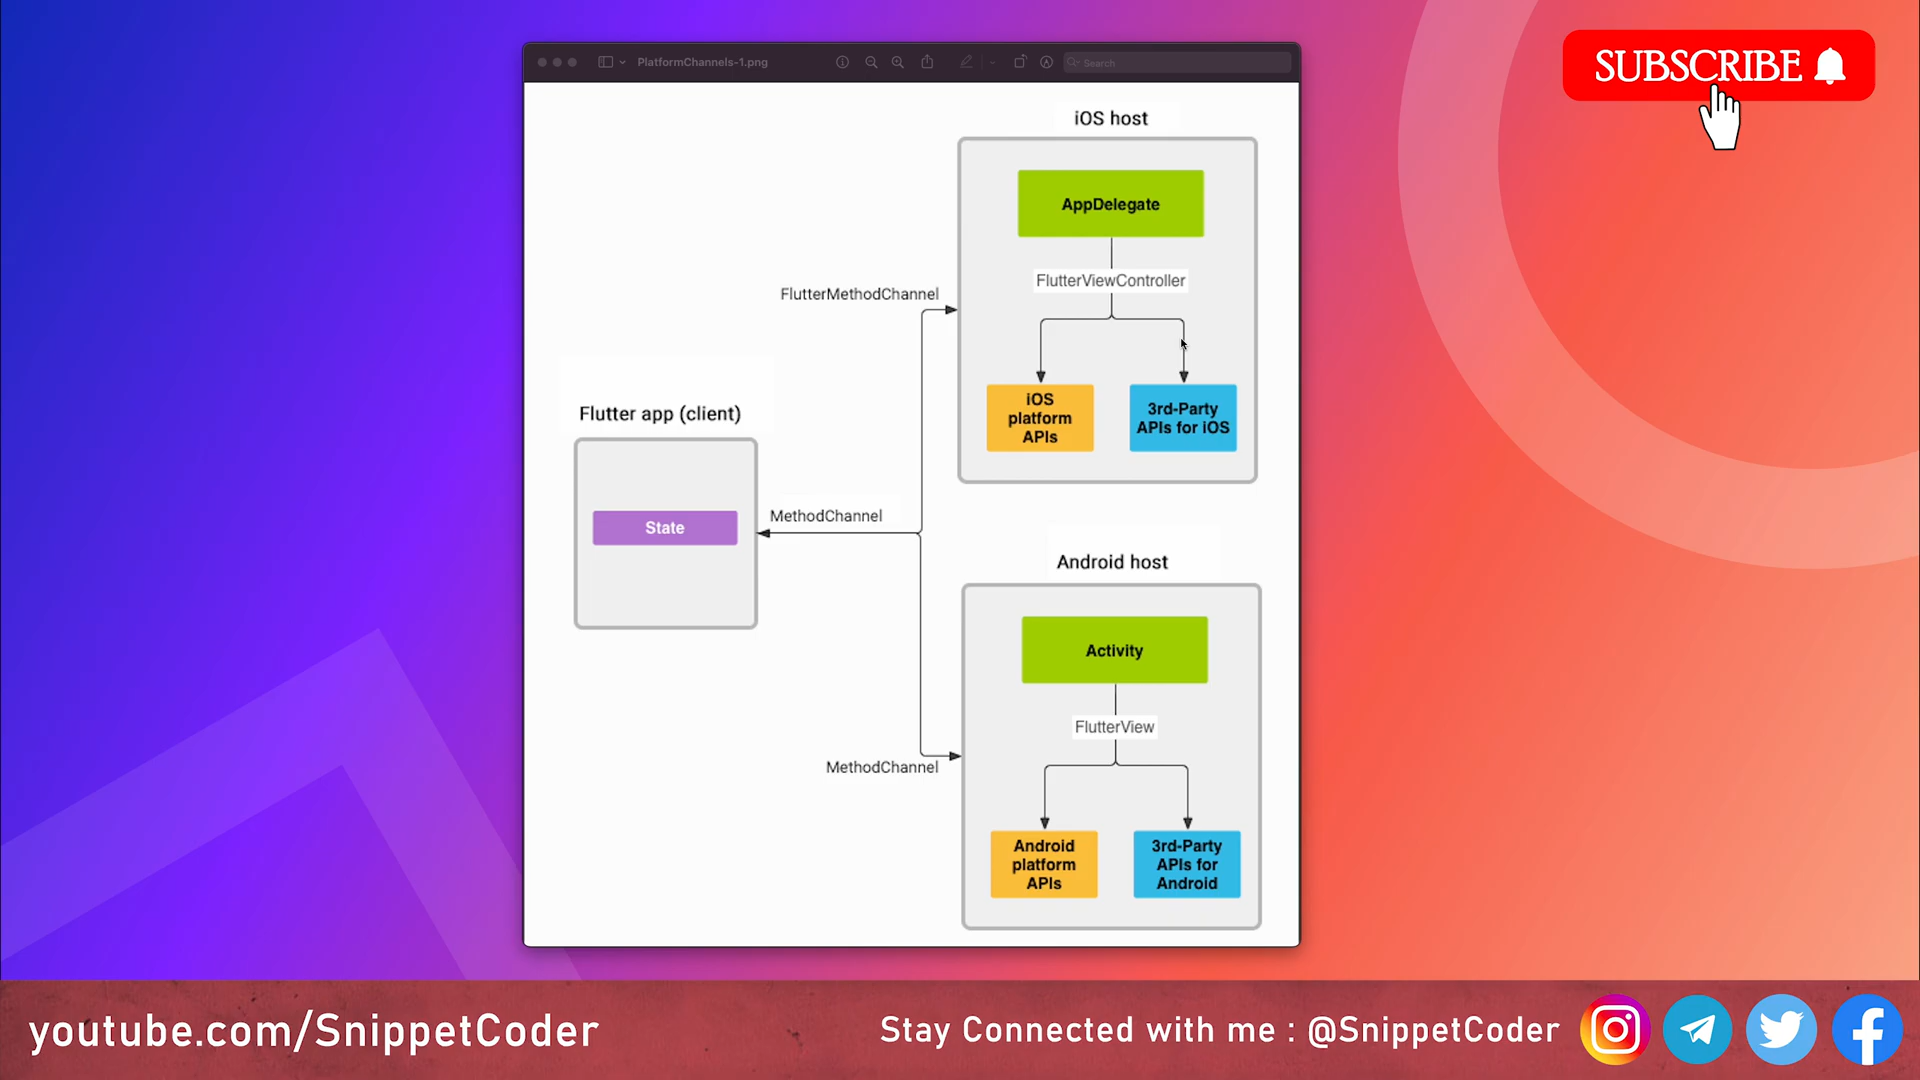 PlatformChannels-1.png
Search
SUBSCRIBE
iOS host
AppDelegate
FlutterViewController
FlutterMethodChannel
iOS
platform
APIs
3rd-Party
APIs for iOS
Flutter app (client)
State
MethodChannel
Android host
Activity
FlutterView
MethodChannel
Android
platform
APIs
3rd-Party
APIs for
Android
youtube.com/SnippetCoder
Stay Connected with me : @SnippetCoder